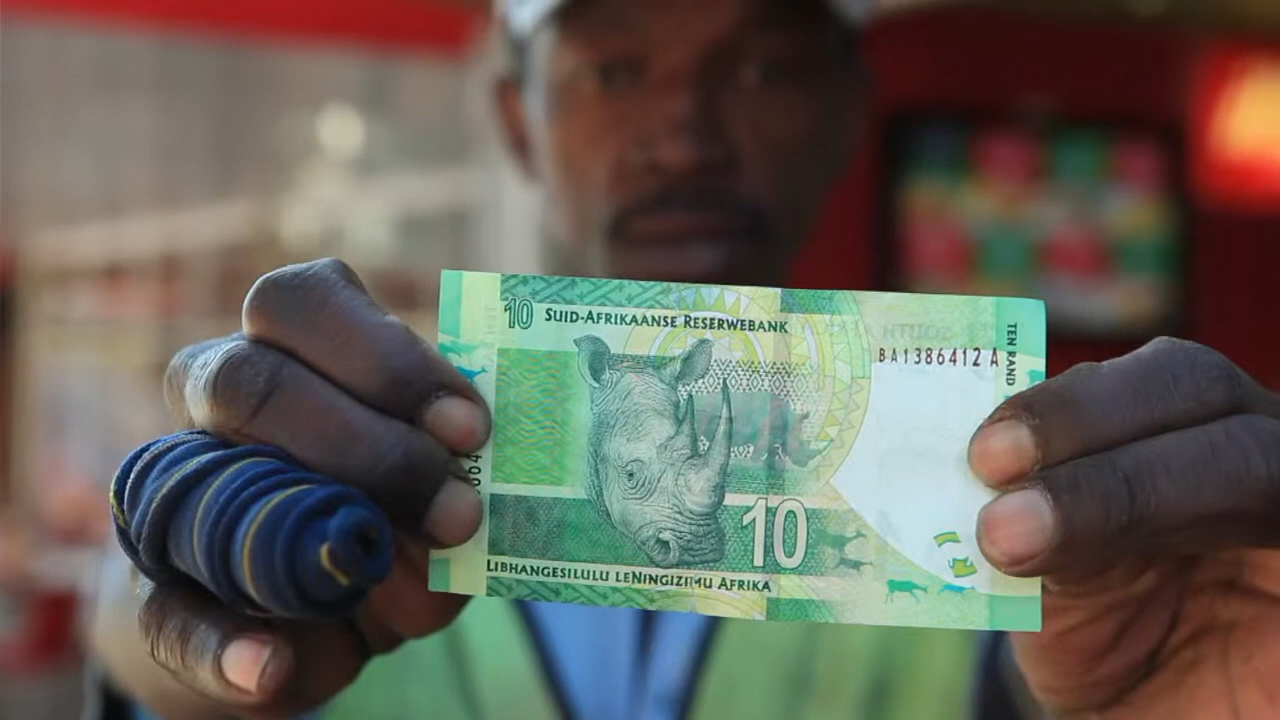 10 SUID-AFRIKAANSE RESERWEBANK
BA1386412 A
TEN RAND
10
LIBHANGESILULU LENINGIZIMU AFRIKA